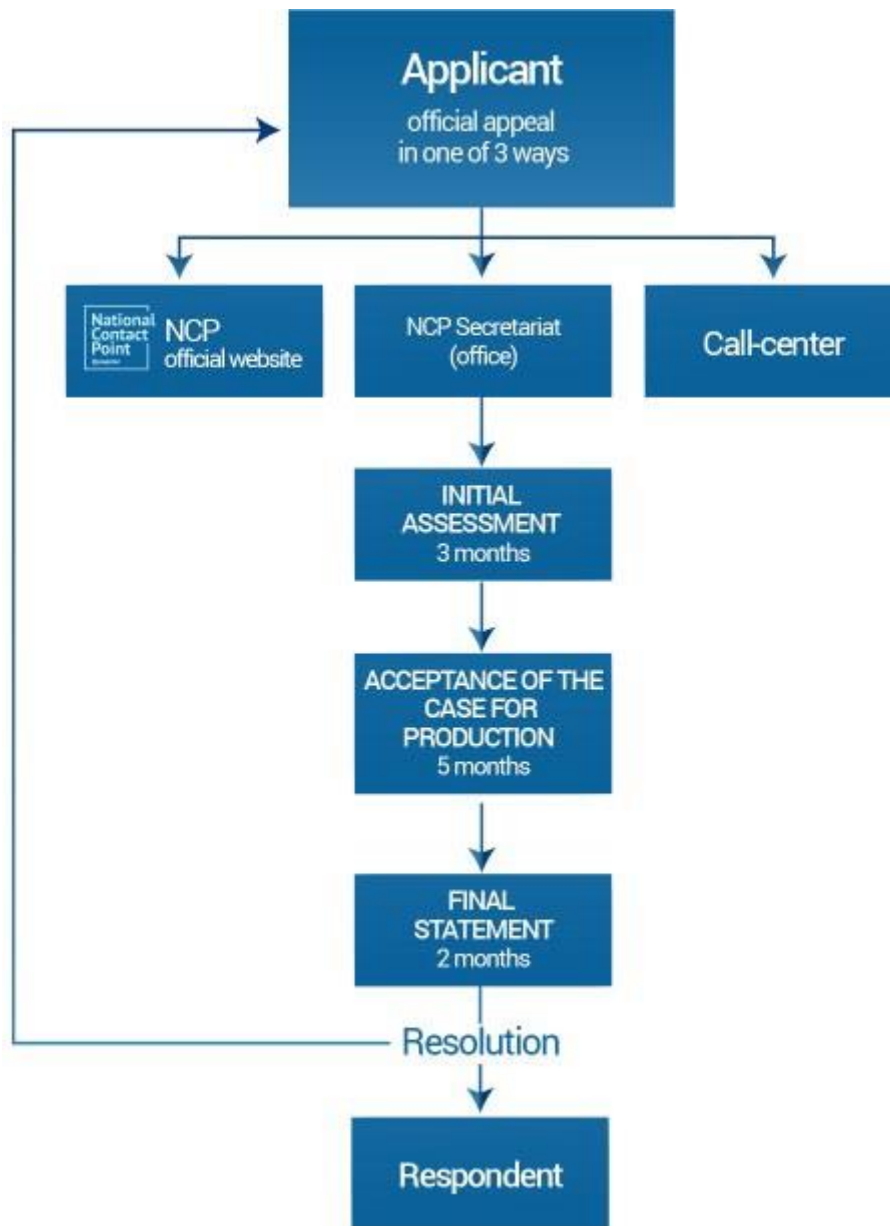 Applicant
official appeal
in one of 3 ways
National
Contact
Point
NCP
official website
NCP Secretariat
(office)
Call-center
INITIAL
ASSESSMENT
3 months
ACCEPTANCE OF THE
CASE FOR
PRODUCTION
5 months
FINAL
STATEMENT
2 months
Resolution
Respondent